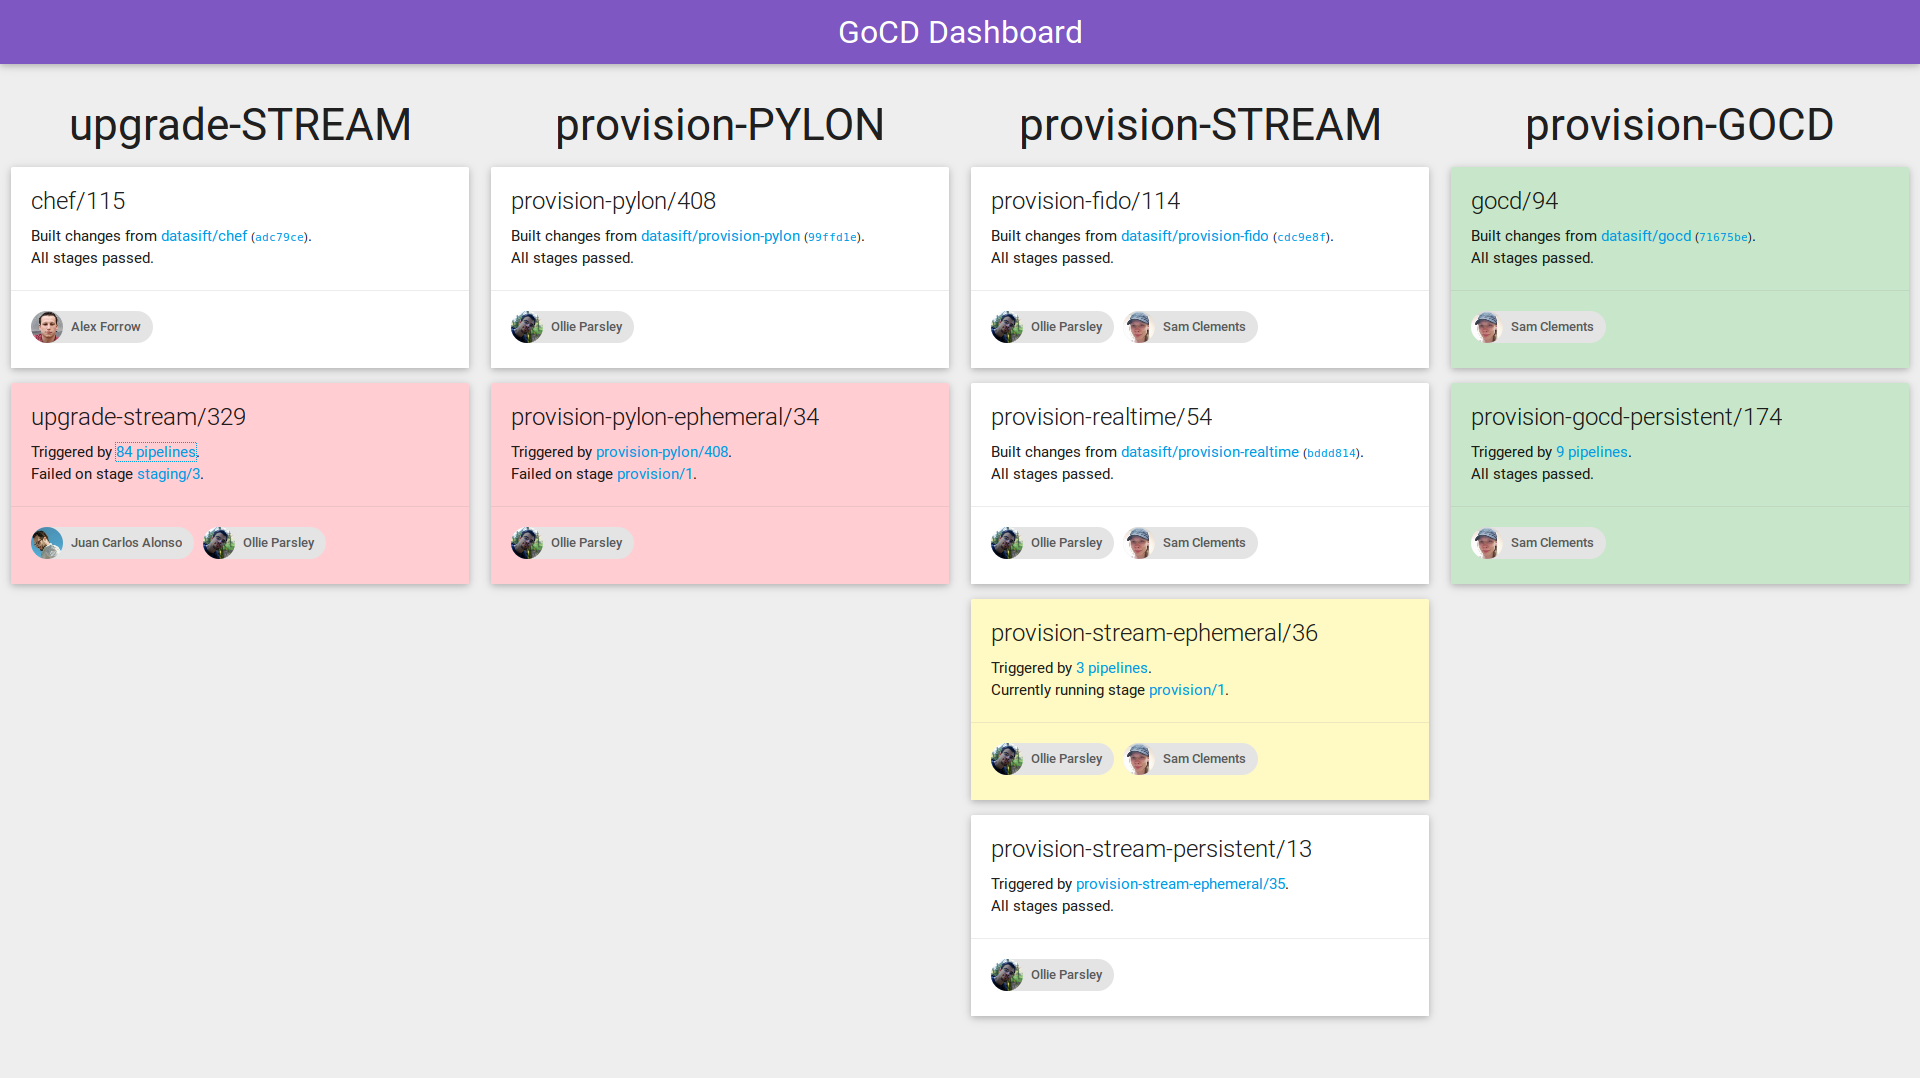 GoCD Dashboard
upgrade-STREAM
chef/115
Built changes from datasift/chef (adc79ce).
All stages passed.
Alex Forrow
upgrade-stream/329
Triggered by 84 pipelines.
Failed on stage staging/3.
Juan Carlos Alonso
Ollie Parsley
provision-PYLON
provision-pylon/408
Built changes from datasift/provision-pylon (99ffd1e).
All stages passed.
Ollie Parsley
provision-pylon-ephemeral/34
Triggered by provision-pylon/408.
Failed on stage provision/1.
Ollie Parsley
provision-STREAM
provision-fido/114
Built changes from datasift/provision-fido (cdc9e8f).
All stages passed.
Ollie Parsley
Sam Clements
provision-realtime/54
Built changes from datasift/provision-realtime (bddd814).
All stages passed.
Ollie Parsley
Sam Clements
provision-stream-ephemeral/36
Triggered by 3 pipelines.
Currently running stage provision/1.
Ollie Parsley
Sam Clements
provision-stream-persistent/13
Triggered by provision-stream-ephemeral/35.
All stages passed.
Ollie Parsley
provision-GOCD
gocd/94
Built changes from datasift/gocd (71675be).
All stages passed.
Sam Clements
provision-gocd-persistent/174
Triggered by 9 pipelines.
All stages passed.
Sam Clements